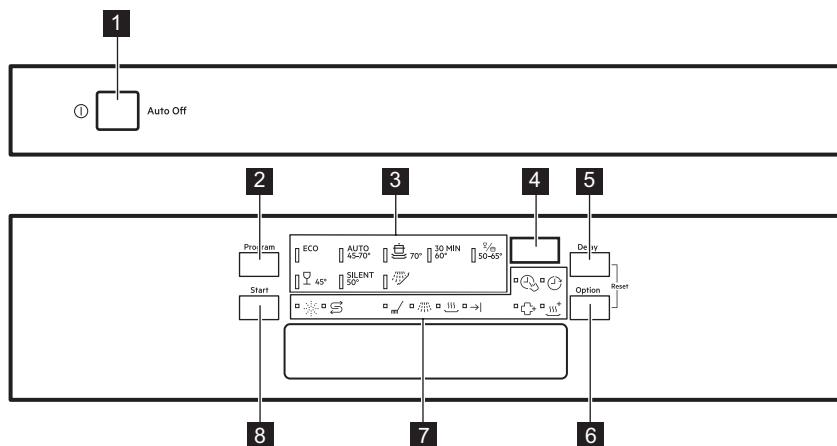 1
Auto Off
2
3
4
5
Program
ECO
AUTO
45-70°
70°
30 MIN
60°
50-65°
Delay
45°
SILENT
50°
Reset
Start
Option
8
7
6